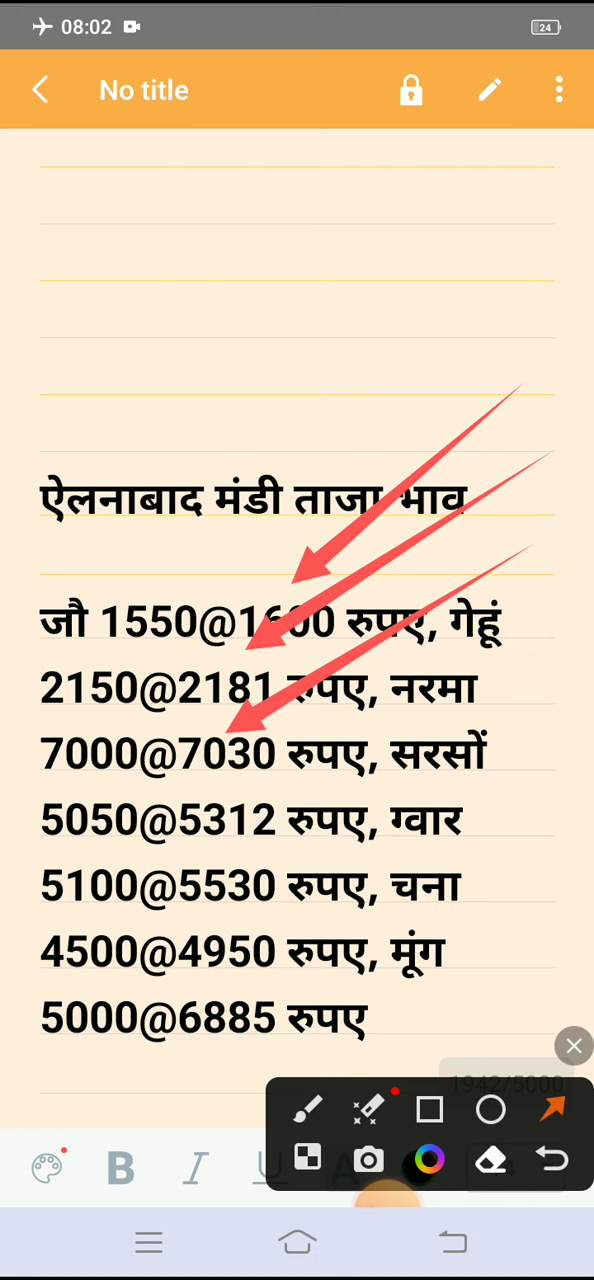 08:02
24
No title
ऐलनाबाद मंडी ताजा भाव
जौ 1550@1600 रुपए, गेहूं
2150@2181 रुपए, नरमा
7000@7030 रुपए, सरसों
5050@5312 रुपए, ग्वार
5100@5530 रुपए, चना
4500@4950 रुपए, मूंग
5000@6885 रुपए
1942/5000
B I U A